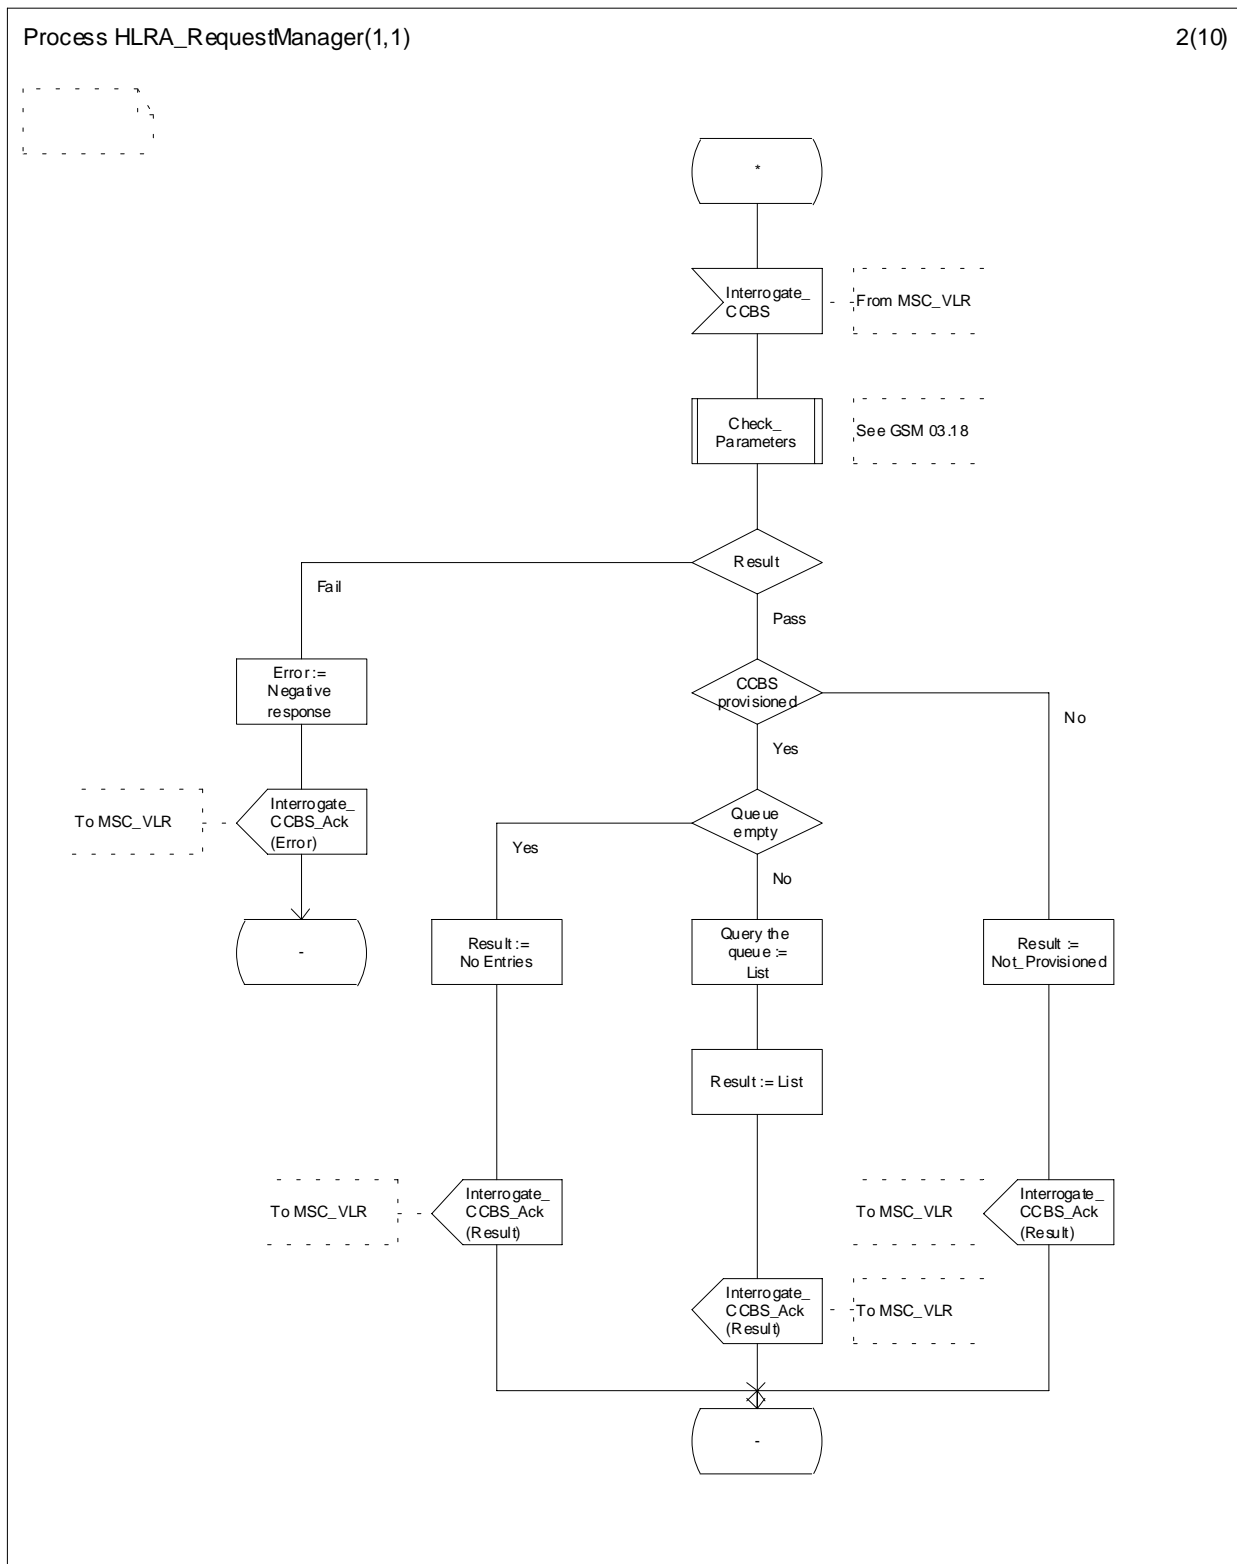 Process HLRA_RequestManager(1,1)
2(10)
*
Interrogate_
CCBS
From MSC_VLR
Check_
Parameters
See GSM 03.18
Result
Fail
Pass
Error :=
Negative
response
CCBS
provisioned
No
Yes
To MSC_VLR
Interrogate_
CCBS_Ack
(Error)
Queue
empty
Yes
No
-
Result :=
No Entries
Query the
queue :=
List
Result :=
Not_Provisioned
Result := List
To MSC_VLR
Interrogate_
CCBS_Ack
(Result)
To MSC_VLR
Interrogate_
CCBS_Ack
(Result)
Interrogate_
CCBS_Ack
(Result)
To MSC_VLR
-